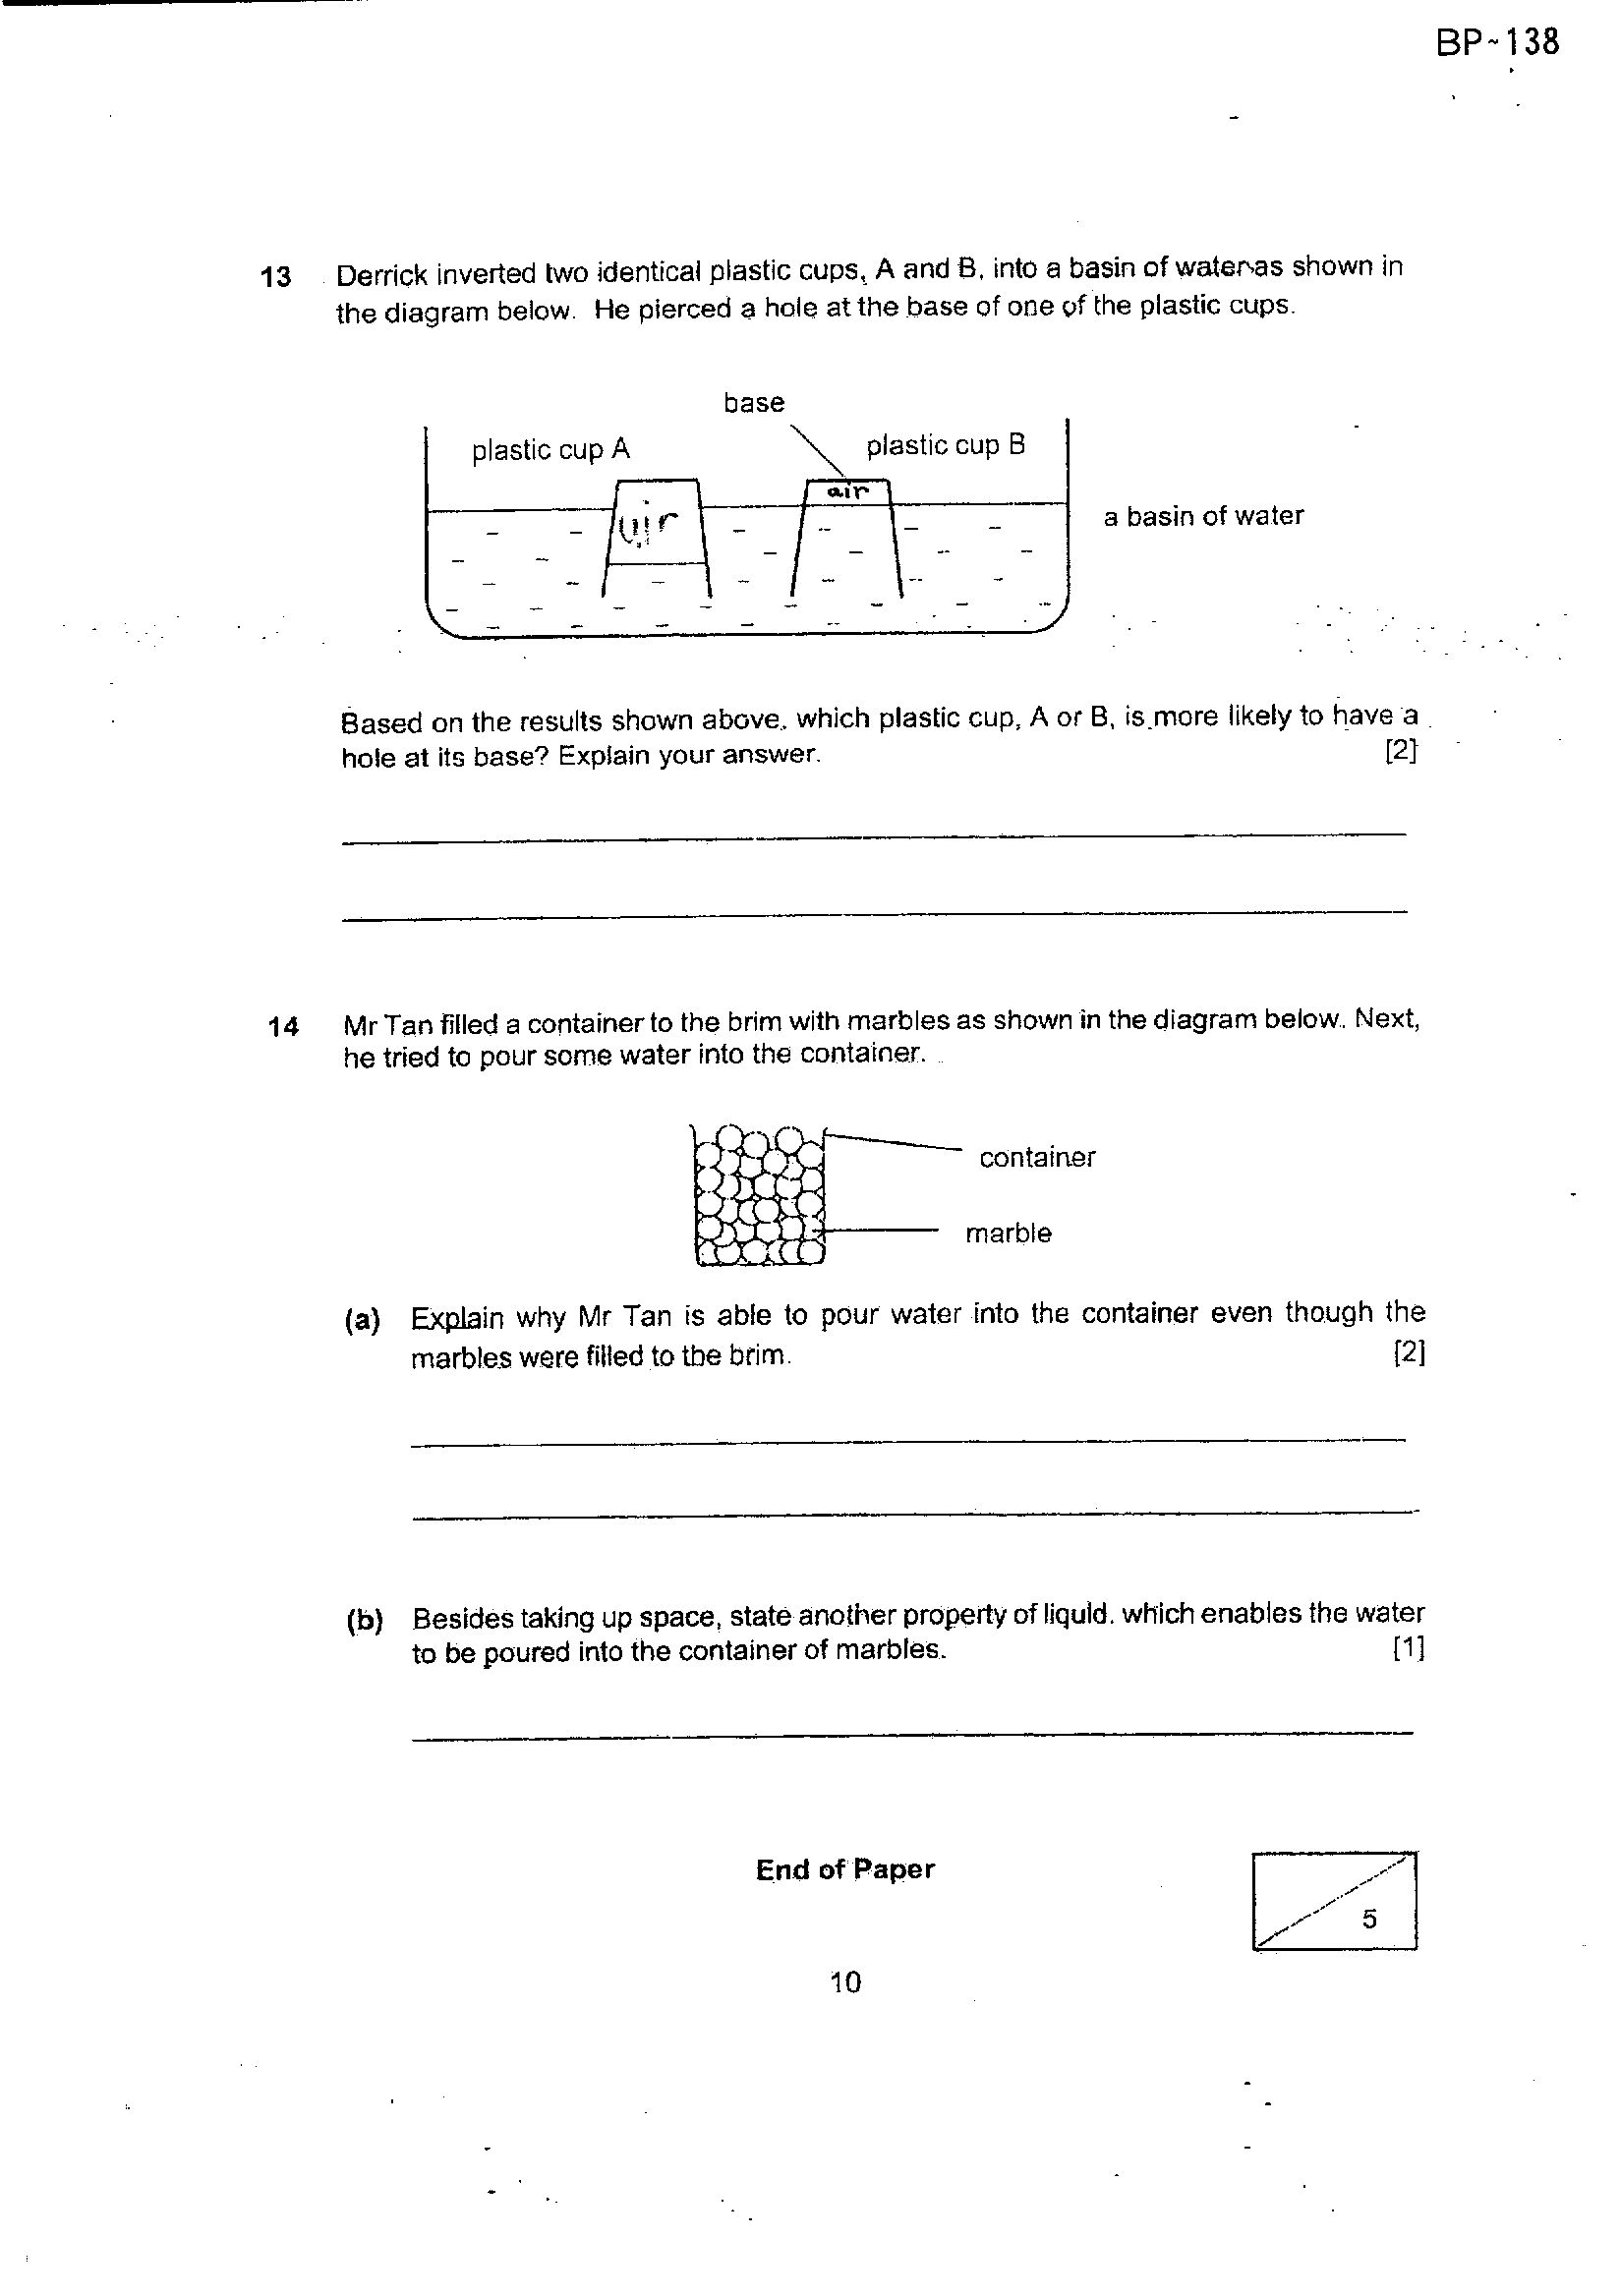 BP-138
13 Derrick inverted two identical plastic cups, A and B, into a basin of water as shown in
the diagram below. He pierced a hole at the base of one of the plastic cups.
base
plastic cup A
plastic cup B
air
air
a basin of water
Based on the results shown above, which plastic cup, A or B, is more likely to have a
hole at its base? Explain your answer. [2]
14 Mr Tan filled a container to the brim with marbles as shown in the diagram below. Next,
he tried to pour some water into the container.
container
marble
(a) Explain why Mr Tan is able to pour water into the container even though the
marbles were filled to the brim. [2]
(b) Besides taking up space, state another property of liquid. which enables the water
to be poured into the container of marbles. [1]
End of Paper
5
10